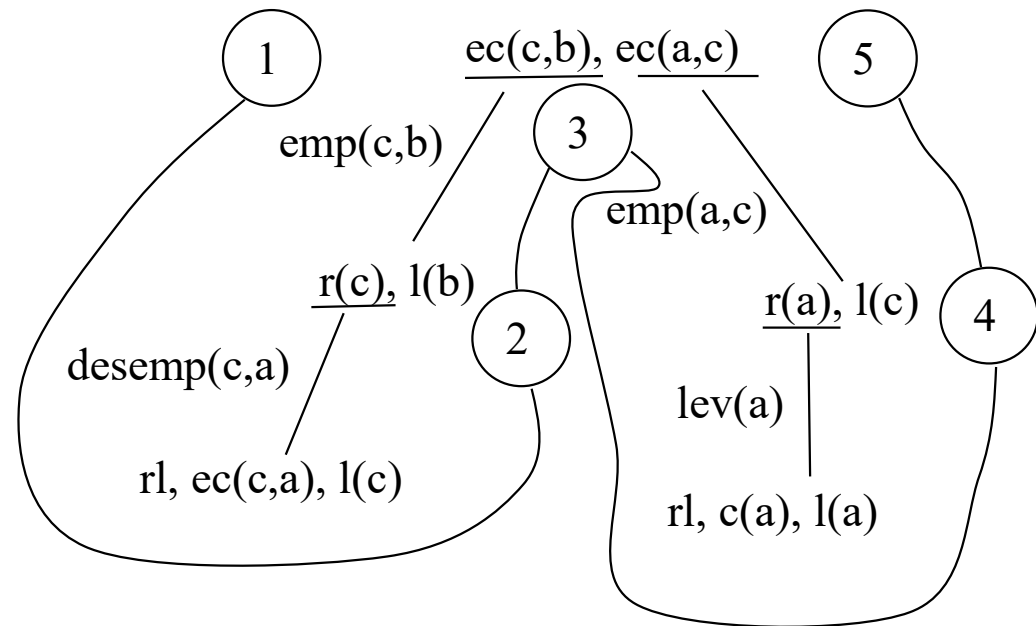 1
ec(c,b), ec(a,c)
5
3
emp(c,b)
emp(a,c)
r(c), l(b)
r(a), l(c)
4
2
desemp(c,a)
lev(a)
rl, ec(c,a), l(c)
rl, c(a), l(a)